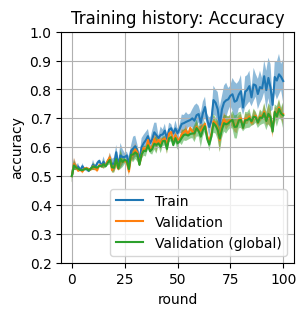 Training history: Accuracy
accuracy
1.0
0.9
0.8
0.7
0.6
0.5
0.4
0.3
0.2
Train
Validation
Validation (global)
0
25
50
75
100
round